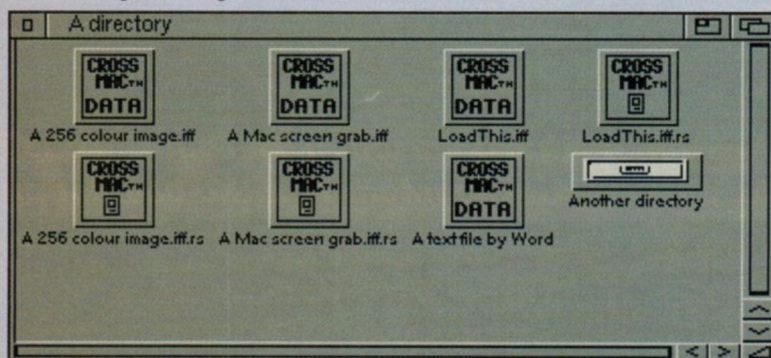 A directory
CROSS
MAC™
DATA
A 256 colour image.iff
CROSS
MAC™
DATA
A Mac screen grab.iff
CROSS
MAC™
DATA
LoadThis.iff
CROSS
MAC™
LoadThis.iff.rs
CROSS
MAC™
A 256 colour image.iff.rs
CROSS
MAC™
A Mac screen grab.iff.rs
CROSS
MAC™
DATA
A text file by Word
Another directory